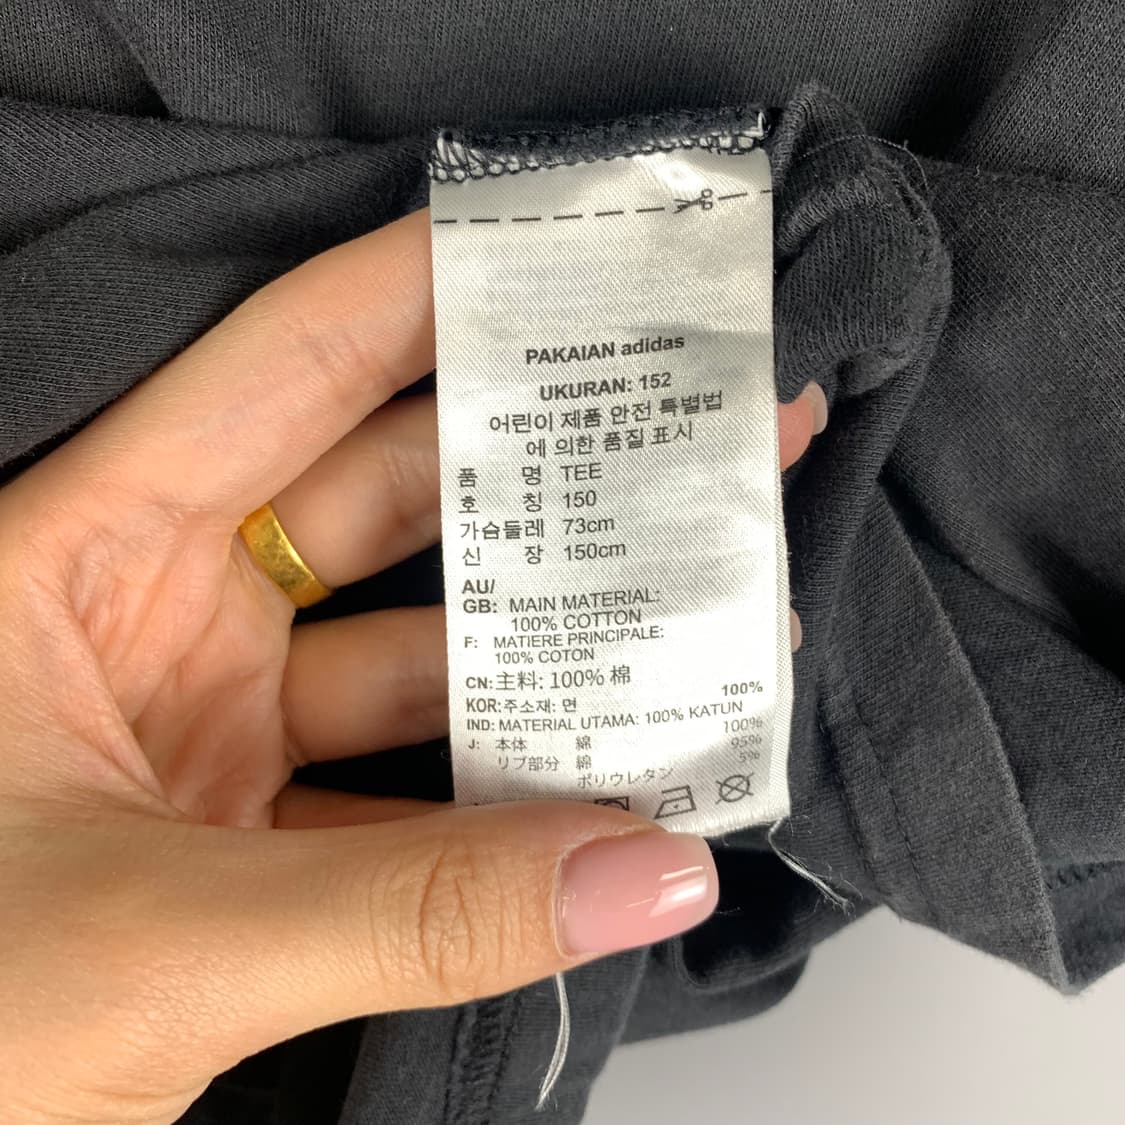 PAKAIAN adidas
UKURAN: 152
어린이 제품 안전 특별법
에 의한 품질 표시
품 명 TEE
호 칭 150
가슴둘레 73cm
신 장 150cm
AU/
GB: MAIN MATERIAL:
100% COTTON
F: MATIERE PRINCIPALE:
100% COTON
CN: 主料: 100% 棉
KOR: 주소재: 면 100%
IND: MATERIAL UTAMA: 100% KATUN
J: 本体 綿 100%
リブ部分 綿 95%
ポリウレタン 5%